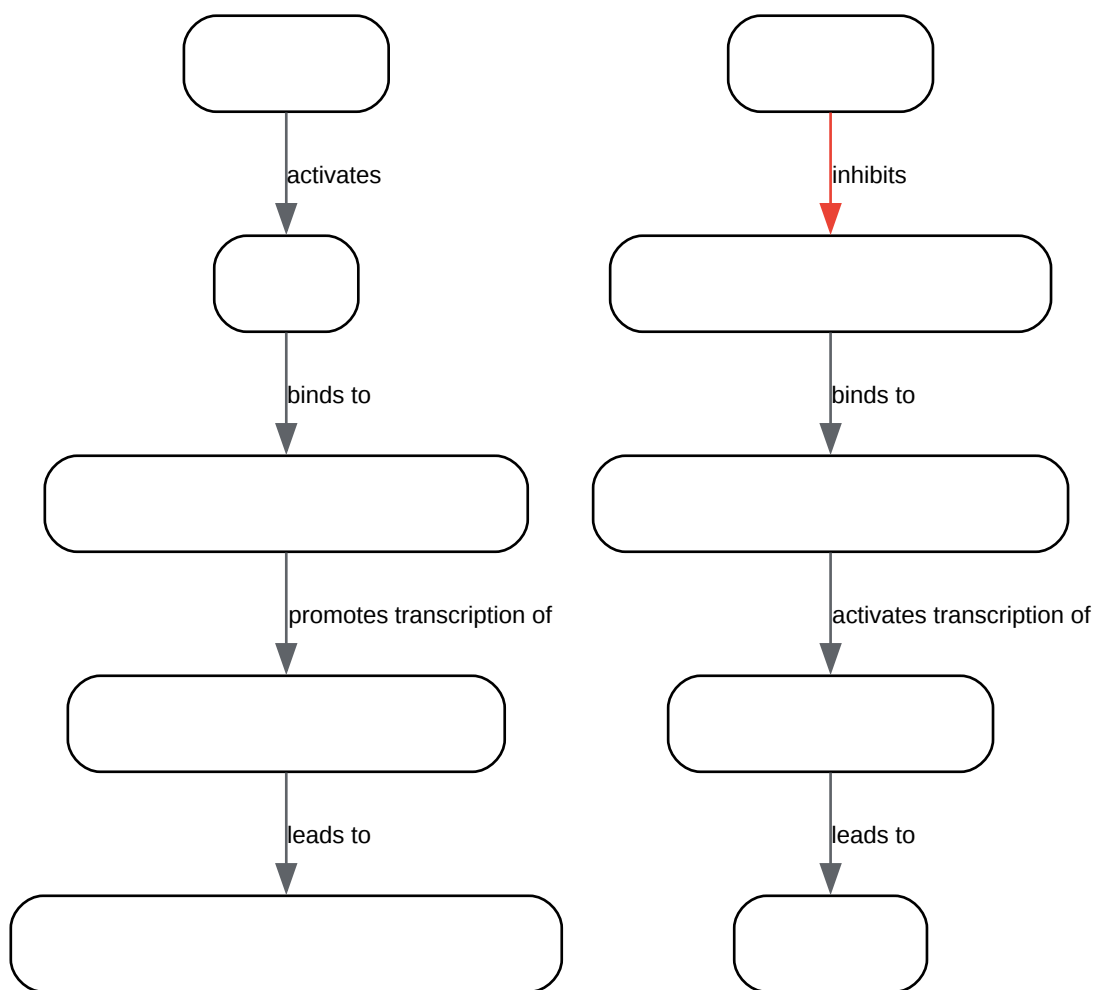 activates
inhibits
binds to
binds to
promotes transcription of
activates transcription of
leads to
leads to